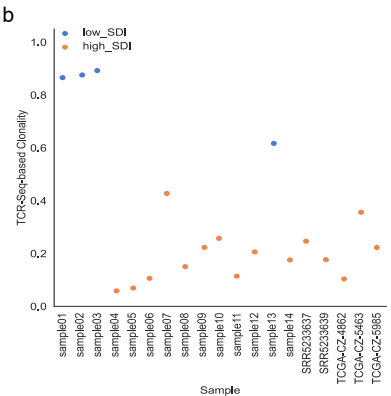 b
low_SDI
high_SDI
1.0
0.8
0.6
0.4
0.2
0.0
TCR-Seq-based Clonality
sample01
sample02
sample03
sample04
sample05
sample06
sample07
sample08
sample09
sample10
sample11
sample12
sample13
sample14
SRR5233637
SRR5233639
TCGA-CZ-4862
TCGA-CZ-5463
TCGA-CZ-5985
Sample